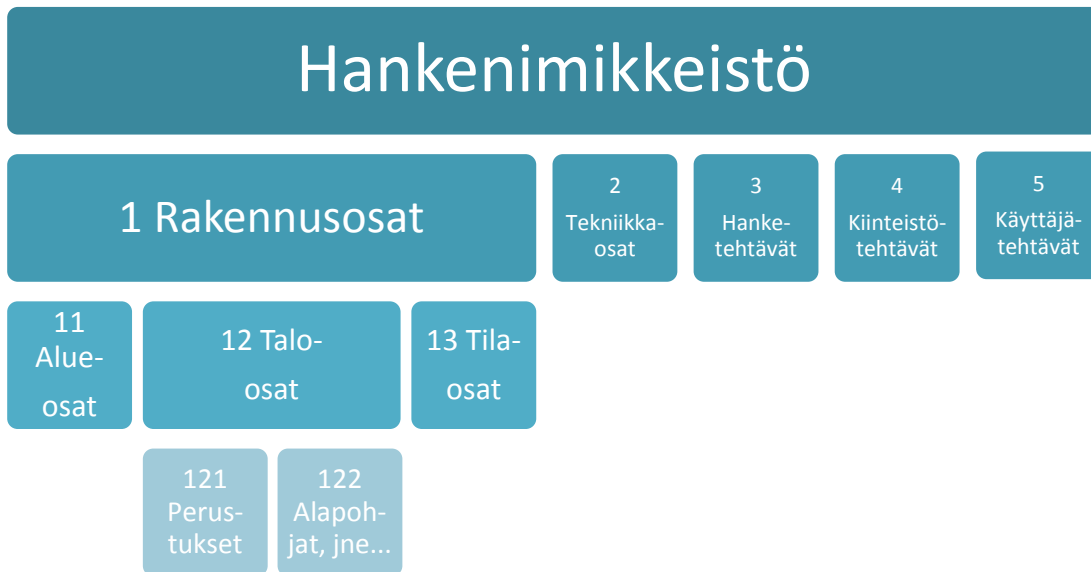 Hankenimikkeistö
1 Rakennusosat
2
Tekniikka-
osat
3
Hanke-
tehtävät
4
Kiinteistö-
tehtävät
5
Käyttäjä-
tehtävät
11
Alue-
osat
12 Talo-
osat
13 Tila-
osat
121
Perus-
tukset
122
Alapoh-
jat, jne...